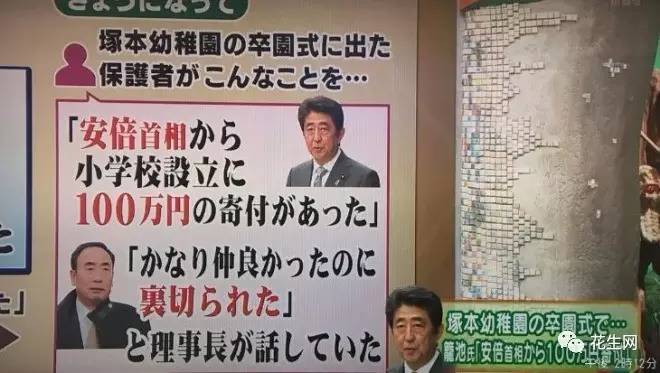 きょうになって
塚本幼稚園の卒園式に出た
保護者がこんなことを…
「安倍首相から
小学校設立に
100万円の寄付があった」
「かなり仲良かったのに
裏切られた」
と理事長が話していた
塚本幼稚園の卒園式で…
籠池氏「安倍首相から100万
花生网
午後 2時12分